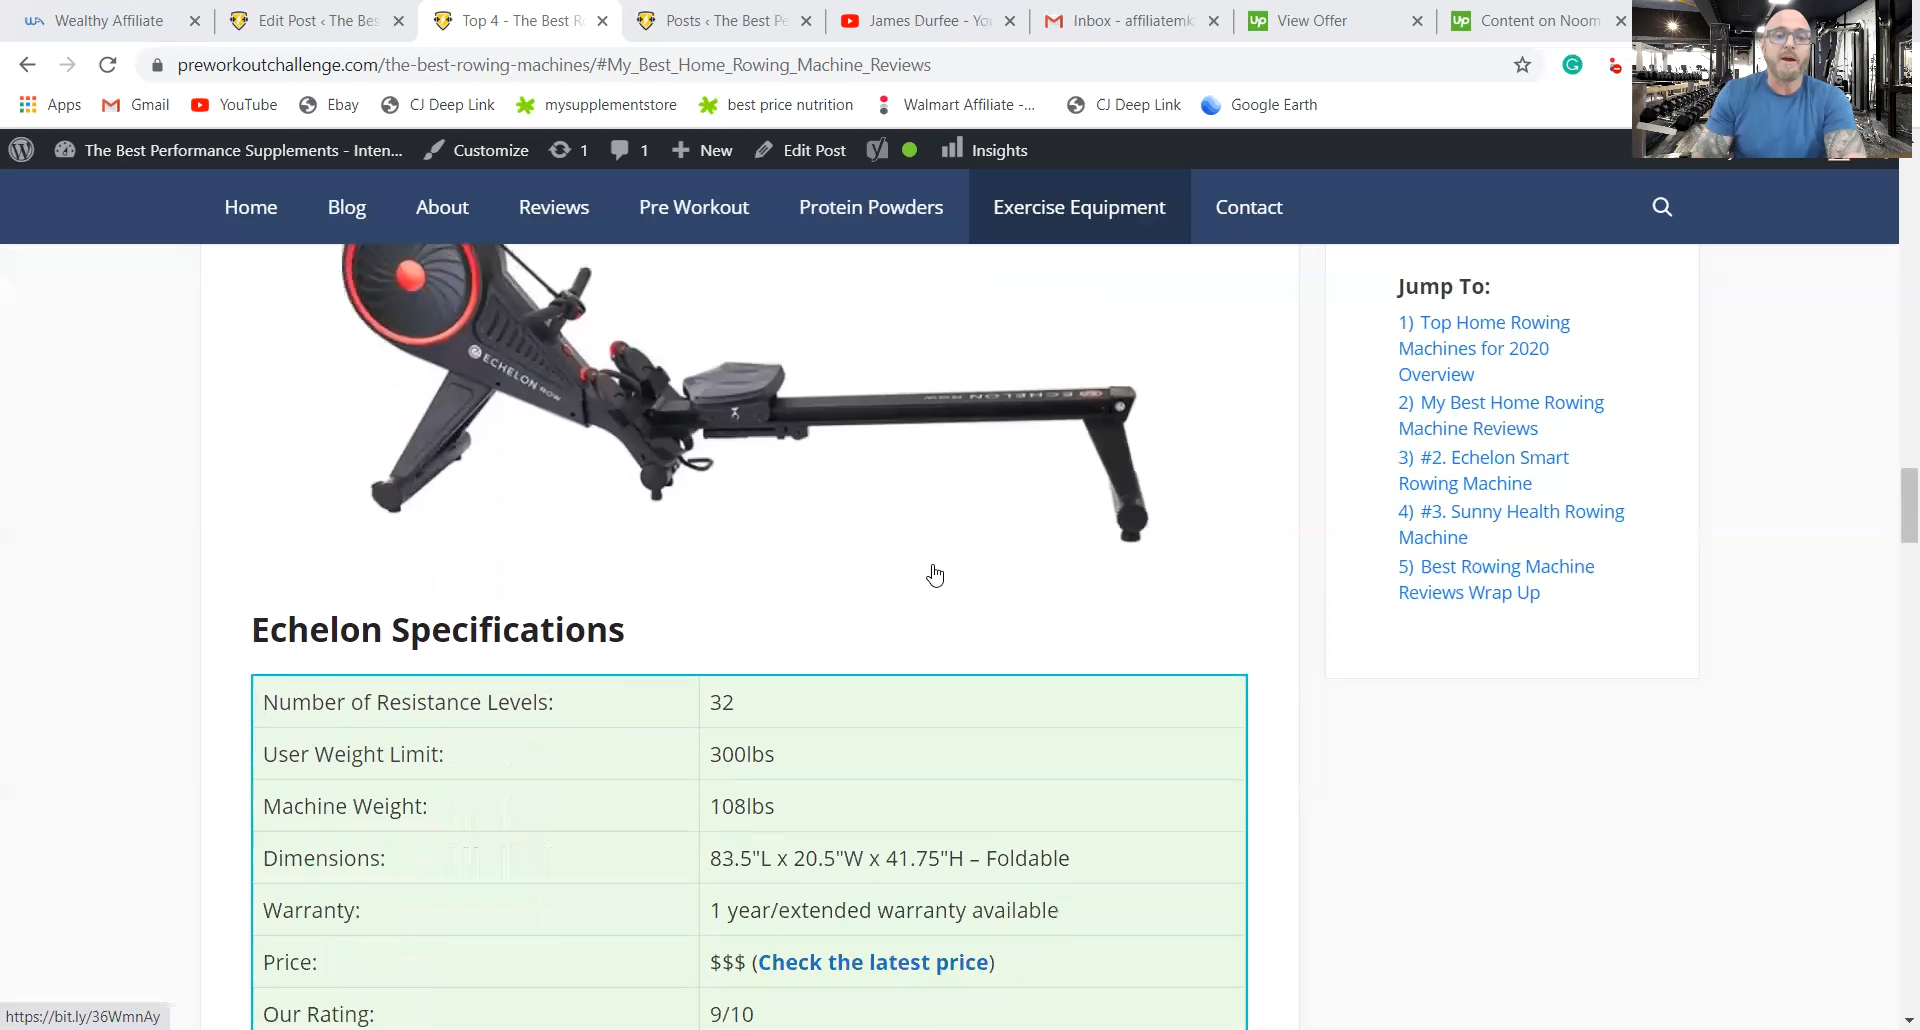 Wealthy Affiliate
Edit Post ‹ The Bes
Top 4 - The Best R
Posts ‹ The Best Pe
James Durfee - You
Inbox - affiliatemk
Up View Offer
Up Content on Noom
preworkoutchallenge.com/the-best-rowing-machines/#My_Best_Home_Rowing_Machine_Reviews
Apps
Gmail
YouTube
Ebay
CJ Deep Link
mysupplementstore
best price nutrition
Walmart Affiliate -...
CJ Deep Link
Google Earth
The Best Performance Supplements - Inten...
Customize
1
1
New
Edit Post
Insights
Home
Blog
About
Reviews
Pre Workout
Protein Powders
Exercise Equipment
Contact
ECHELON ROW
ECHELON ROW
Jump To:
1) Top Home Rowing
Machines for 2020
Overview
2) My Best Home Rowing
Machine Reviews
3) #2. Echelon Smart
Rowing Machine
4) #3. Sunny Health Rowing
Machine
5) Best Rowing Machine
Reviews Wrap Up
Echelon Specifications
Number of Resistance Levels: 32
User Weight Limit: 300lbs
Machine Weight: 108lbs
Dimensions: 83.5"L x 20.5"W x 41.75"H – Foldable
Warranty: 1 year/extended warranty available
Price: $$$ (Check the latest price)
Our Rating: 9/10
https://bit.ly/36WmnAy